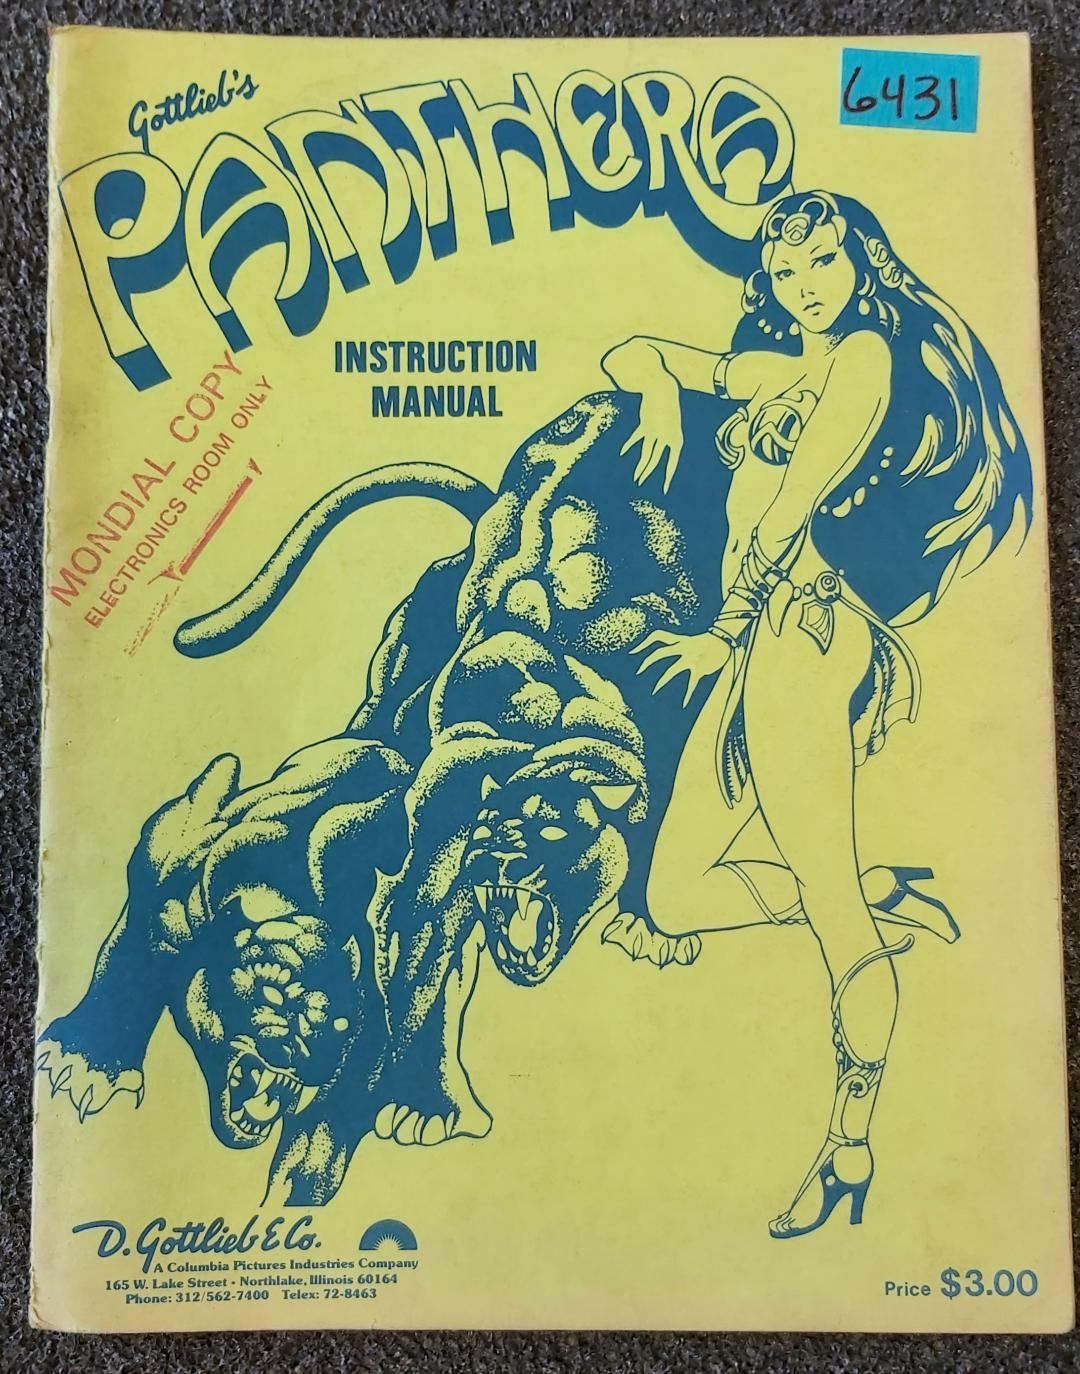 Gottlieb's
PANTHERA
6431
INSTRUCTION
MANUAL
MONDIAL COPY
ELECTRONICS ROOM ONLY
D. Gottlieb & Co.
A Columbia Pictures Industries Company
165 W. Lake Street • Northlake, Illinois 60164
Phone: 312/562-7400 Telex: 72-8463
Price $3.00